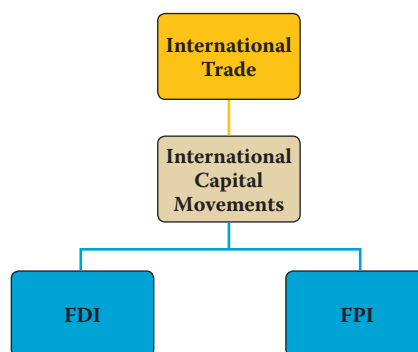 International
Trade
International
Capital
Movements
FDI
FPI